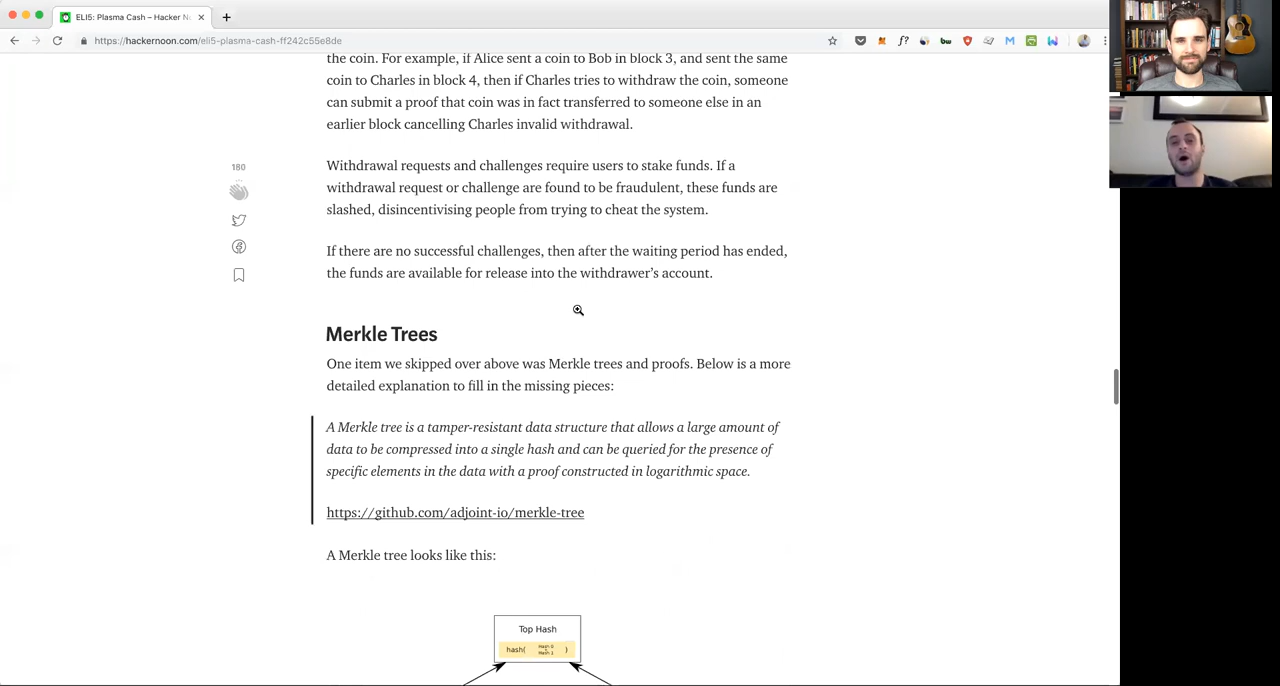 ELI5: Plasma Cash – Hacker N
https://hackernoon.com/eli5-plasma-cash-ff242c55e8de
the coin. For example, if Alice sent a coin to Bob in block 3, and sent the same
coin to Charles in block 4, then if Charles tries to withdraw the coin, someone
can submit a proof that coin was in fact transferred to someone else in an
earlier block cancelling Charles invalid withdrawal.
180
Withdrawal requests and challenges require users to stake funds. If a
withdrawal request or challenge are found to be fraudulent, these funds are
slashed, disincentivising people from trying to cheat the system.
If there are no successful challenges, then after the waiting period has ended,
the funds are available for release into the withdrawer's account.
Merkle Trees
One item we skipped over above was Merkle trees and proofs. Below is a more
detailed explanation to fill in the missing pieces:
A Merkle tree is a tamper-resistant data structure that allows a large amount of
data to be compressed into a single hash and can be queried for the presence of
specific elements in the data with a proof constructed in logarithmic space.
https://github.com/adjoint-io/merkle-tree
A Merkle tree looks like this:
Top Hash
hash( Hash 0
+
Hash 1 )